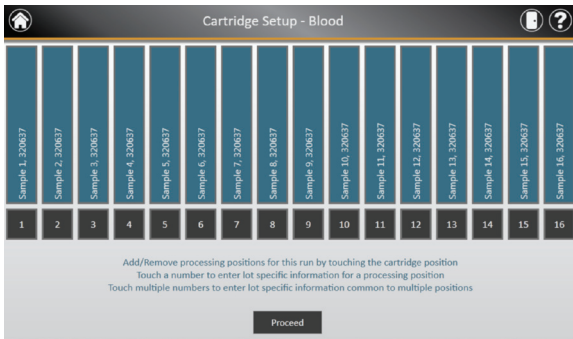 Cartridge Setup - Blood
?
Sample 1, 320637
Sample 2, 320637
Sample 3, 320637
Sample 4, 320637
Sample 5, 320637
Sample 6, 320637
Sample 7, 320637
Sample 8, 320637
Sample 9, 320637
Sample 10, 320637
Sample 11, 320637
Sample 12, 320637
Sample 13, 320637
Sample 14, 320637
Sample 15, 320637
Sample 16, 320637
1 2 3 4 5 6 7 8 9 10 11 12 13 14 15 16
Add/Remove processing positions for this run by touching the cartridge position
Touch a number to enter lot specific information for a processing position
Touch multiple numbers to enter lot specific information common to multiple positions
Proceed